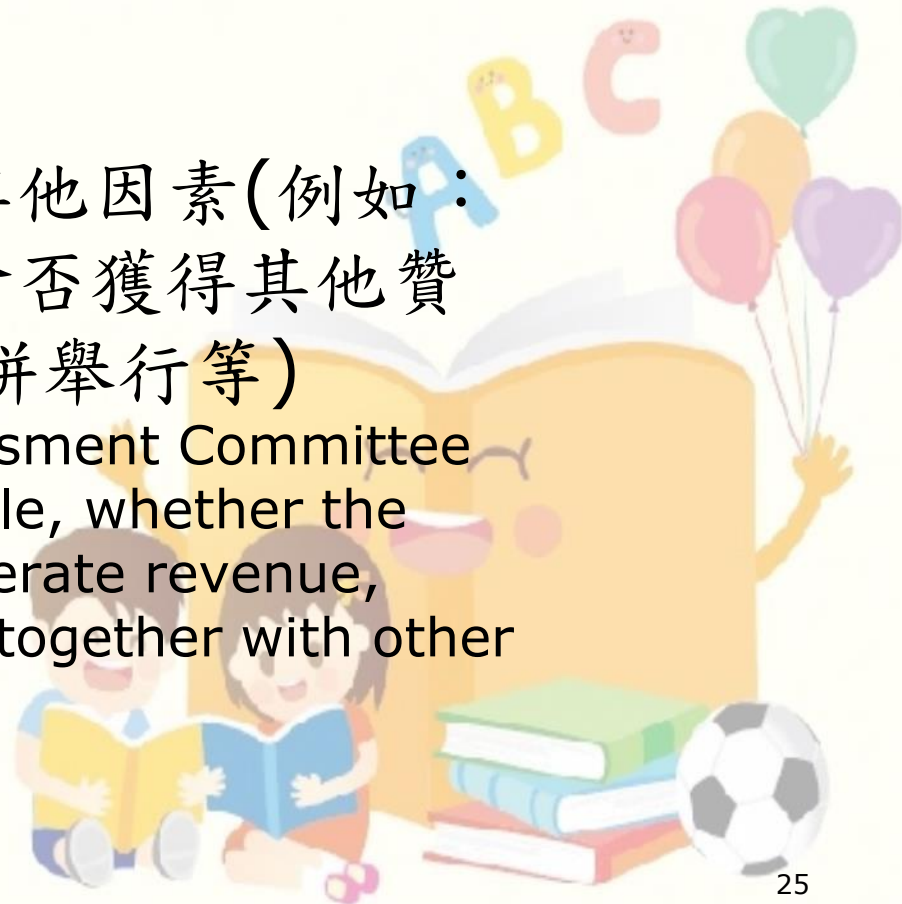 A B C
他因素(例如：
否獲得其他贊
併舉行等)
sment Committee
le, whether the
erate revenue,
together with other
25